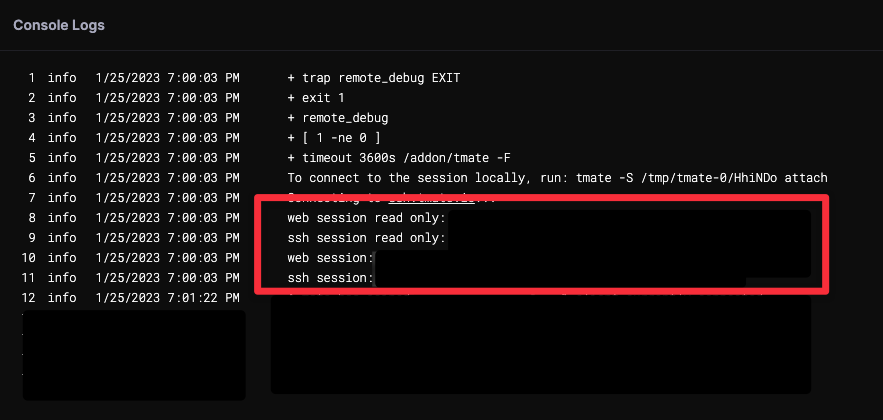 Console Logs
1 info 1/25/2023 7:00:03 PM + trap remote_debug EXIT
2 info 1/25/2023 7:00:03 PM + exit 1
3 info 1/25/2023 7:00:03 PM + remote_debug
4 info 1/25/2023 7:00:03 PM + [ 1 -ne 0 ]
5 info 1/25/2023 7:00:03 PM + timeout 3600s /addon/tmate -F
6 info 1/25/2023 7:00:03 PM To connect to the session locally, run: tmate -S /tmp/tmate-0/HhiNDo attach
7 info 1/25/2023 7:00:03 PM Connecting to ssh.tmate.io...
8 info 1/25/2023 7:00:03 PM web session read only:
9 info 1/25/2023 7:00:03 PM ssh session read only:
10 info 1/25/2023 7:00:03 PM web session:
11 info 1/25/2023 7:00:03 PM ssh session:
12 info 1/25/2023 7:01:22 PM